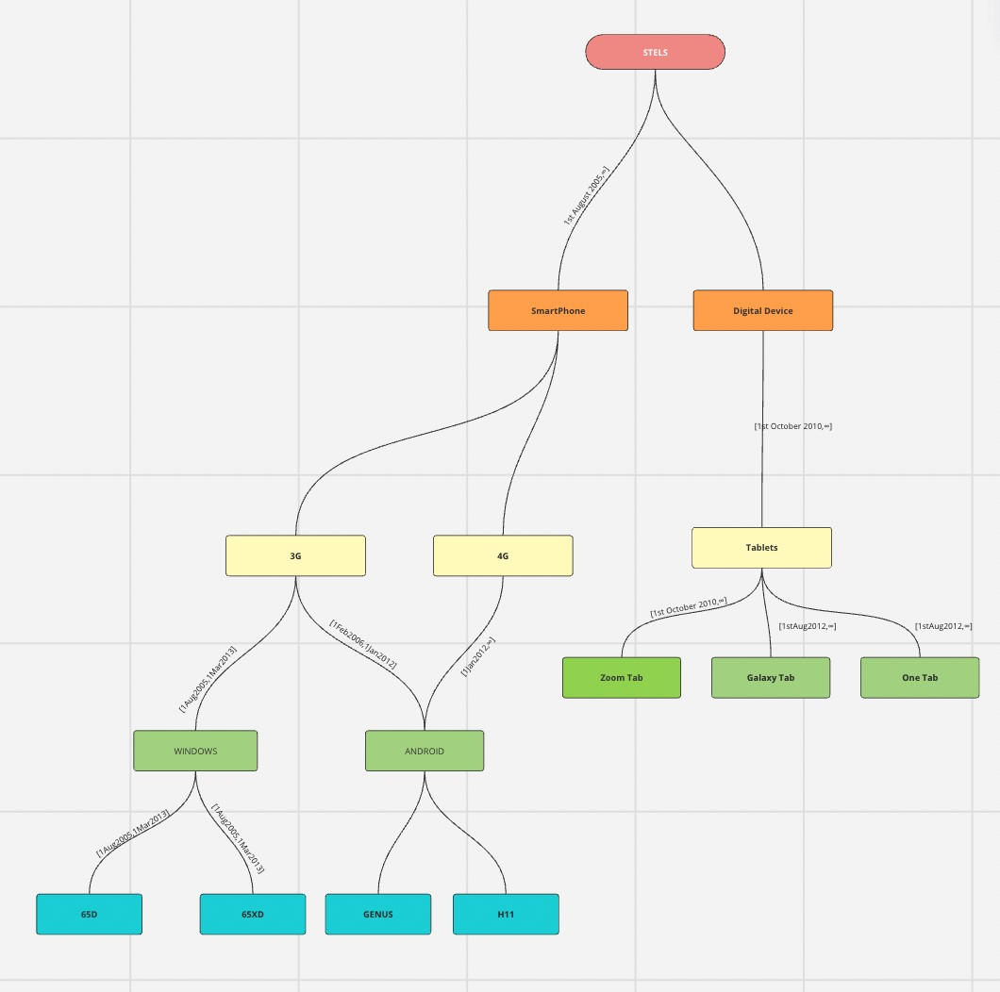 STELS
1st August 2005,∞]
SmartPhone
Digital Device
[1st October 2010,∞]
3G
4G
Tablets
[1st October 2010,∞]
[1stAug2012,∞]
[1stAug2012,∞]
[1Feb2006,1Jan2012]
[1Jan2012,∞]
[1Aug2005,1Mar2013]
Zoom Tab
Galaxy Tab
One Tab
WINDOWS
ANDROID
[1Aug2005,1Mar2013]
[1Aug2005,1Mar2013]
65D
65XD
GENUS
H11